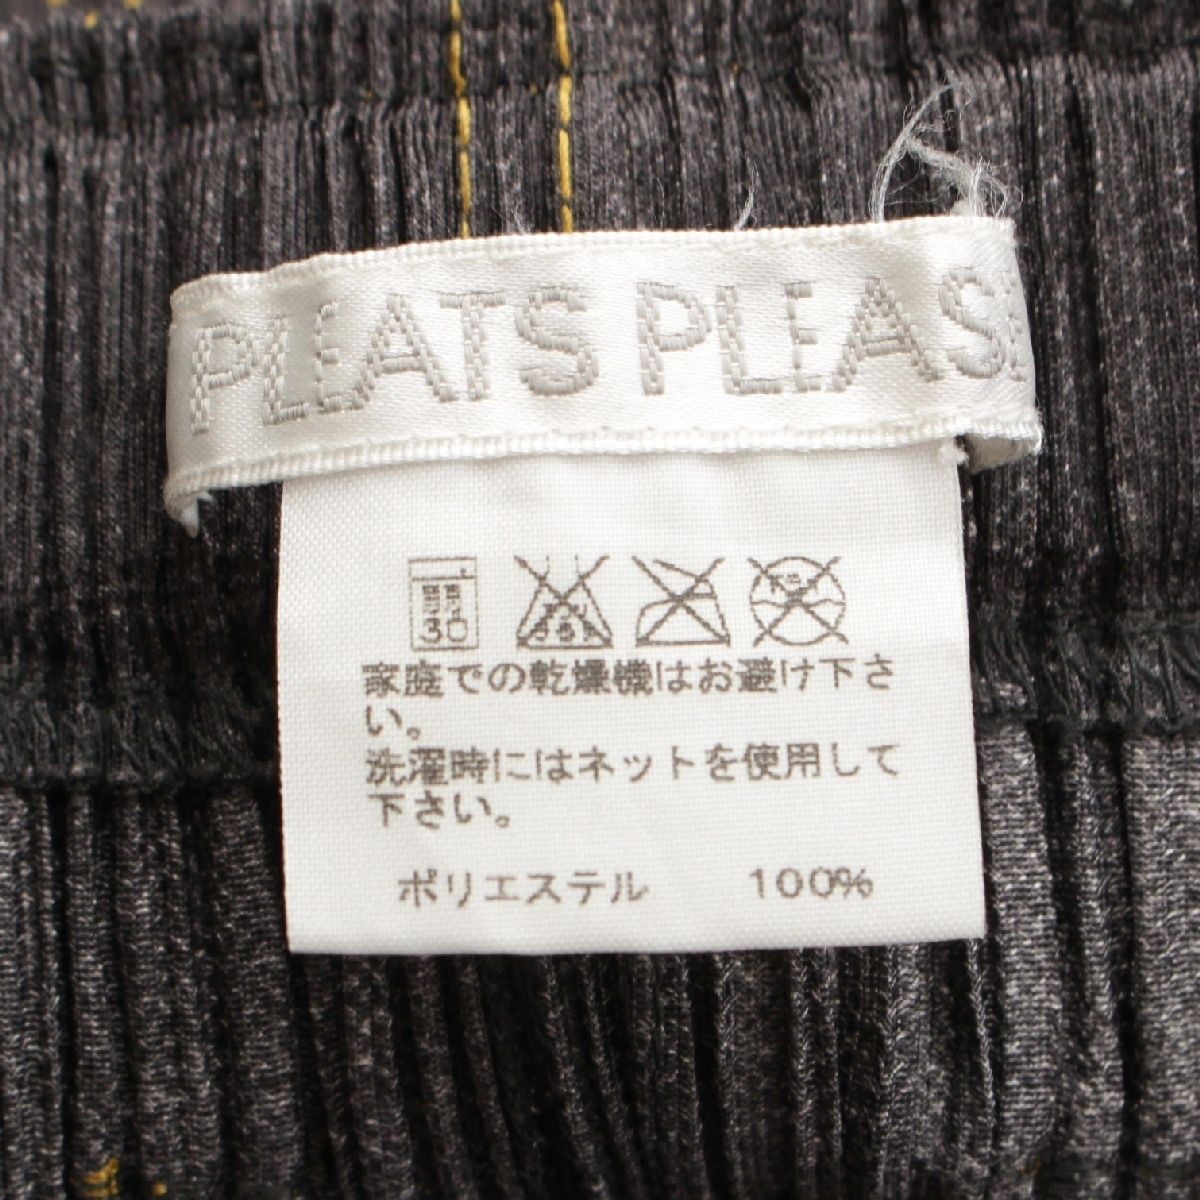 PLEATS PLEASE
弱
30
家庭での乾燥機はお避け下さ
い。
洗濯時にはネットを使用して
下さい。
ポリエステル 100%